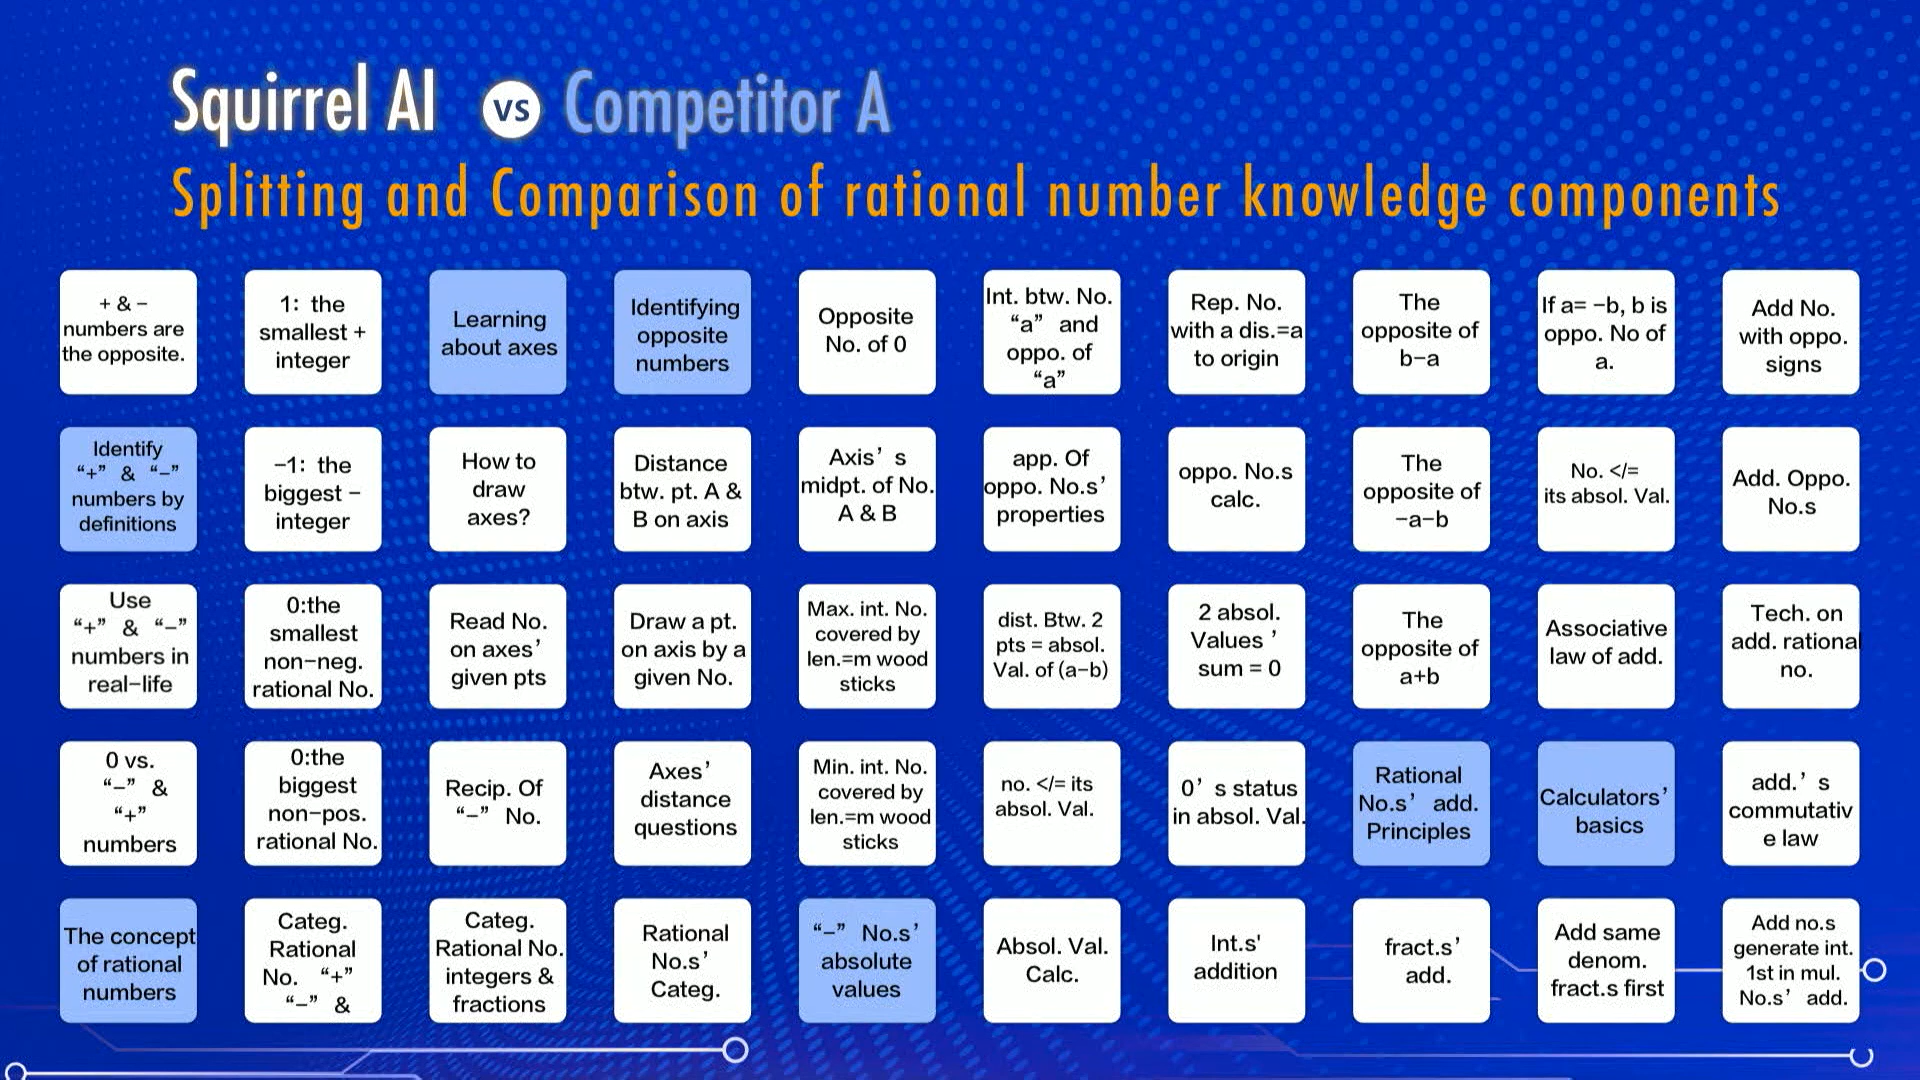 Squirrel AI vs Competitor A
Splitting and Comparison of rational number knowledge components
+ & –
numbers are
the opposite.
1: the
smallest +
integer
Learning
about axes
Identifying
opposite
numbers
Opposite
No. of 0
Int. btw. No.
“a” and
oppo. of
“a”
Rep. No.
with a dis.=a
to origin
The
opposite of
b–a
If a= –b, b is
oppo. No of
a.
Add No.
with oppo.
signs
Identify
“+” & “–”
numbers by
definitions
–1: the
biggest –
integer
How to
draw
axes?
Distance
btw. pt. A &
B on axis
Axis’ s
midpt. of No.
A & B
app. Of
oppo. No.s’
properties
oppo. No.s
calc.
The
opposite of
–a–b
No. </=
its absol. Val.
Add. Oppo.
No.s
Use
“+” & “–”
numbers in
real–life
0:the
smallest
non–neg.
rational No.
Read No.
on axes’
given pts
Draw a pt.
on axis by a
given No.
Max. int. No.
covered by
len.=m wood
sticks
dist. Btw. 2
pts = absol.
Val. of (a–b)
2 absol.
Values ’
sum = 0
The
opposite of
a+b
Associative
law of add.
Tech. on
add. rational
no.
0 vs.
“–” &
“+”
numbers
0:the
biggest
non–pos.
rational No.
Recip. Of
“–” No.
Axes’
distance
questions
Min. int. No.
covered by
len.=m wood
sticks
no. </= its
absol. Val.
0’ s status
in absol. Val.
Rational
No.s’ add.
Principles
Calculators’
basics
add.’ s
commutativ
e law
The concept
of rational
numbers
Categ.
Rational
No. “+”
“–” &
Categ.
Rational No.
integers &
fractions
Rational
No.s’
Categ.
“–” No.s’
absolute
values
Absol. Val.
Calc.
Int.s'
addition
fract.s’
add.
Add same
denom.
fract.s first
Add no.s
generate int.
1st in mul.
No.s’ add.